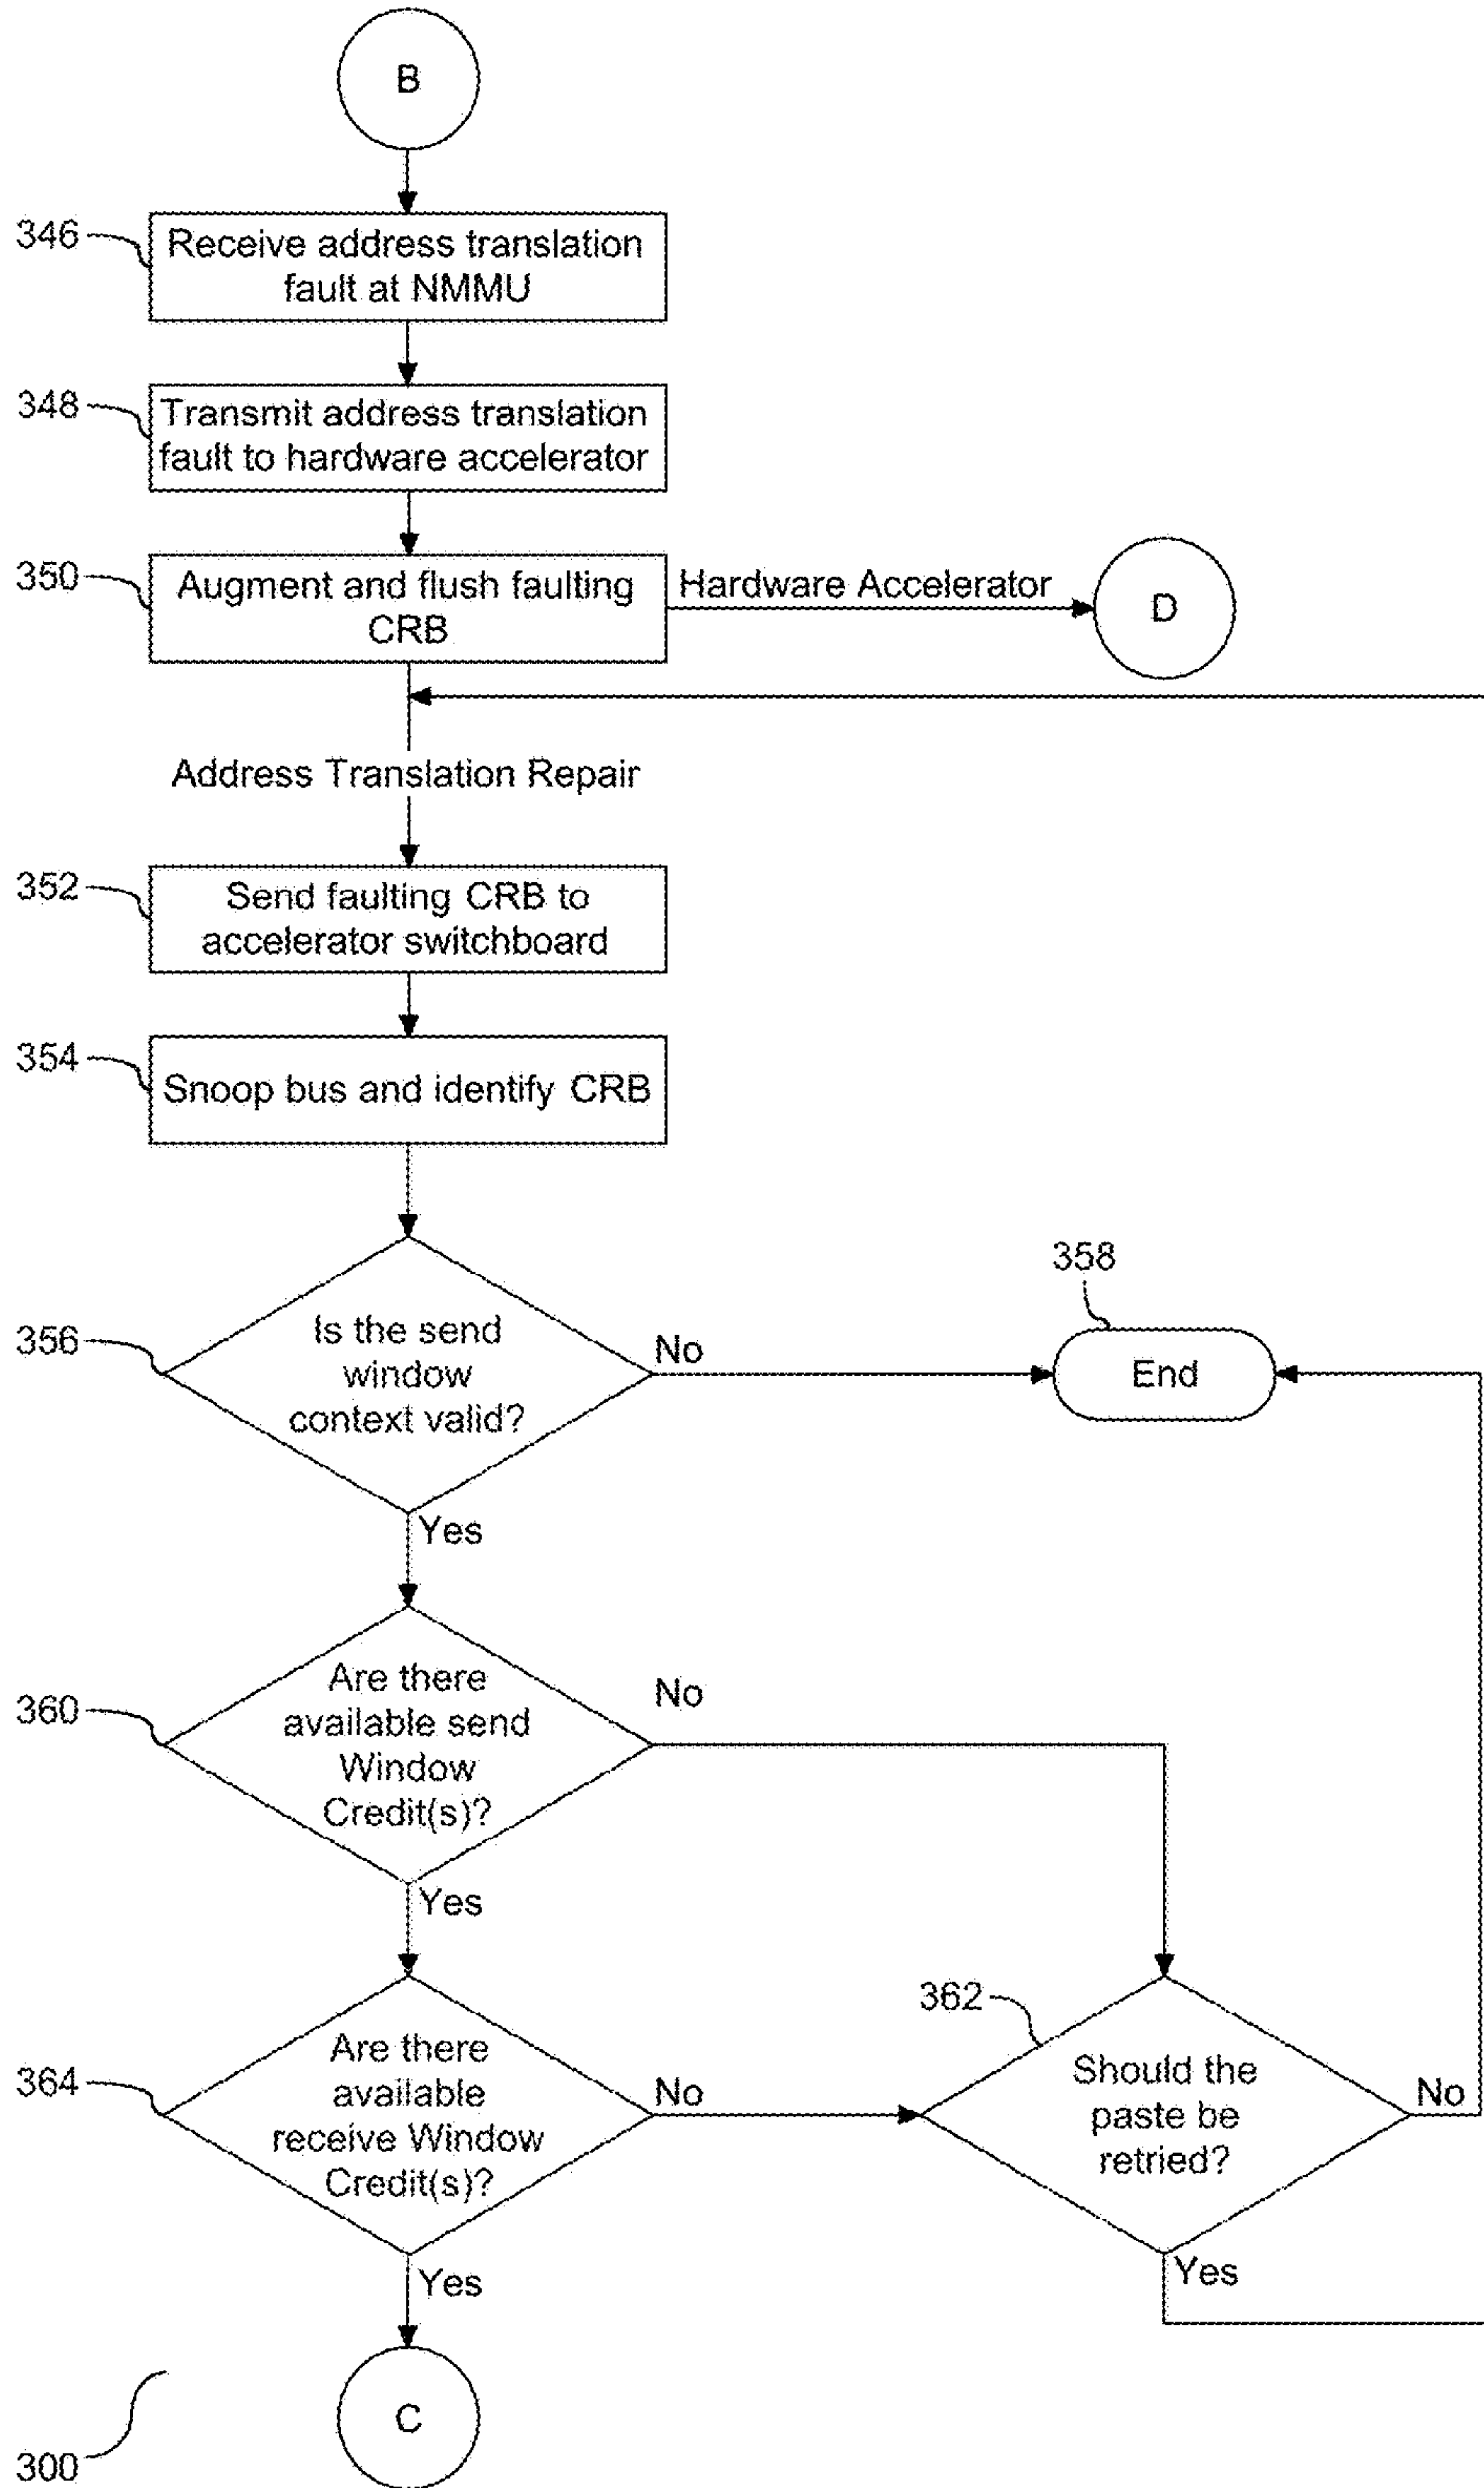 B
346
Receive address translation
fault at NMMU
348
Transmit address translation
fault to hardware accelerator
350
Augment and flush faulting
CRB
Hardware Accelerator
D
Address Translation Repair
352
Send faulting CRB to
accelerator switchboard
354
Snoop bus and identify CRB
358
356
Is the send
window
context valid?
No
End
Yes
360
Are there
available send
Window
Credit(s)?
No
Yes
362
364
Are there
available
receive Window
Credit(s)?
No
Should the
paste be
retried?
No
Yes
Yes
C
300